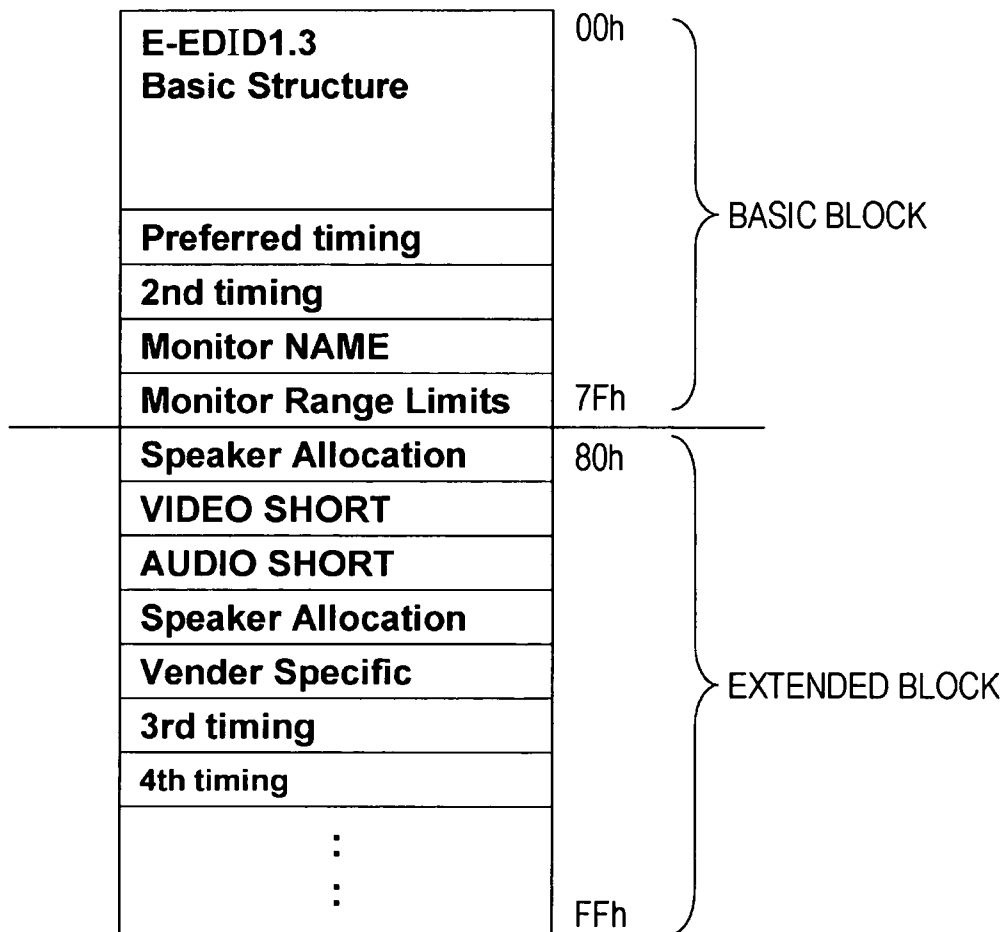 E-EDID1.3
Basic Structure
00h
Preferred timing
BASIC BLOCK
2nd timing
Monitor NAME
Monitor Range Limits
7Fh
Speaker Allocation
80h
VIDEO SHORT
AUDIO SHORT
Speaker Allocation
Vender Specific
EXTENDED BLOCK
3rd timing
4th timing
:
:
FFh